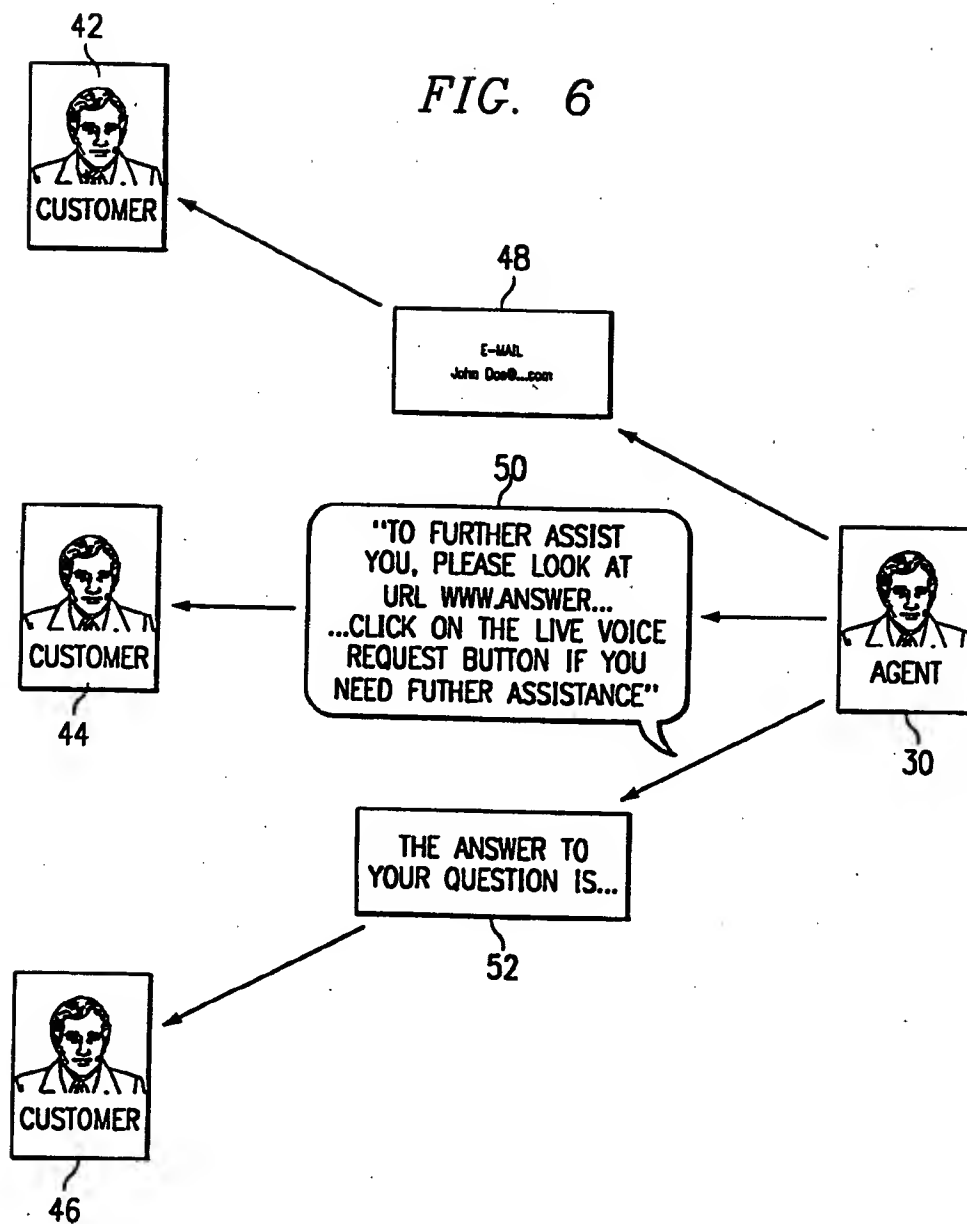 42
FIG. 6
CUSTOMER
48
E-MAIL
John Doe@...com
50
"TO FURTHER ASSIST
YOU, PLEASE LOOK AT
URL WWW.ANSWER...
...CLICK ON THE LIVE VOICE
REQUEST BUTTON IF YOU
NEED FUTHER ASSISTANCE"
CUSTOMER
44
AGENT
30
THE ANSWER TO
YOUR QUESTION IS...
52
CUSTOMER
46